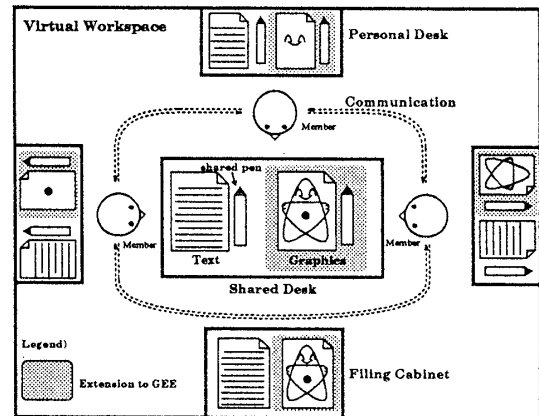 Virtual Workspace
Personal Desk
Communication
Member
shared pen
Member
Member
Text
Graphics
Shared Desk
Legend)
Extension to GEE
Filing Cabinet